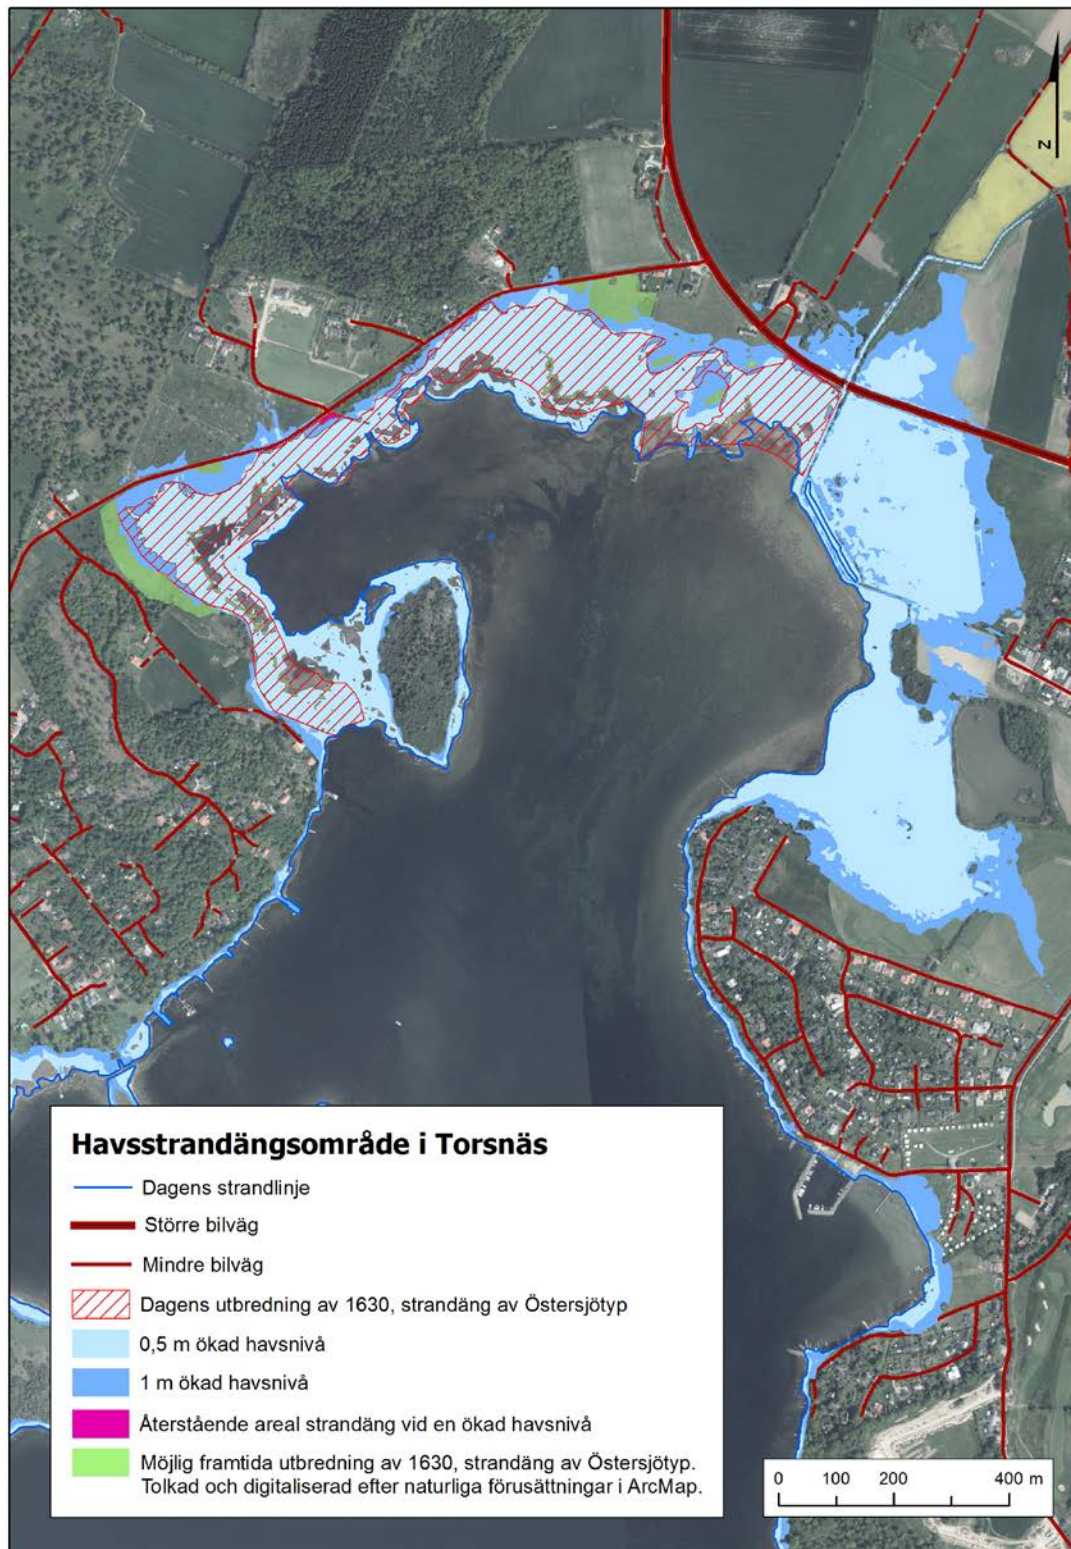 N
Havsstrandängsområde i Torsnäs
Dagens strandlinje
Större bilväg
Mindre bilväg
Dagens utbredning av 1630, strandäng av Östersjötyp
0,5 m ökad havsnivå
1 m ökad havsnivå
Återstående areal strandäng vid en ökad havsnivå
Möjlig framtida utbredning av 1630, strandäng av Östersjötyp.
Tolkad och digitaliserad efter naturliga förusättningar i ArcMap.
0 100 200 400 m